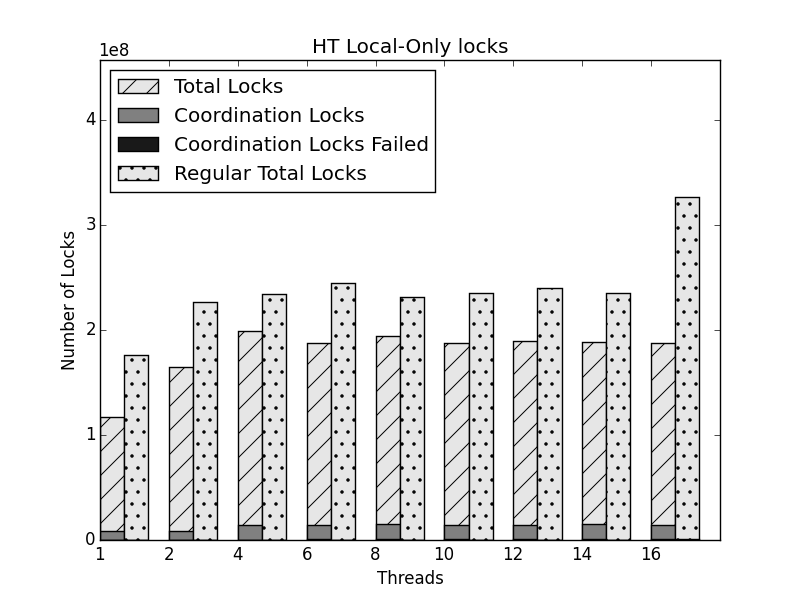 HT Local-Only locks
1e8
Total Locks
Coordination Locks
Coordination Locks Failed
Regular Total Locks
Number of Locks
4
3
2
1
0
1 2 4 6 8 10 12 14 16
Threads